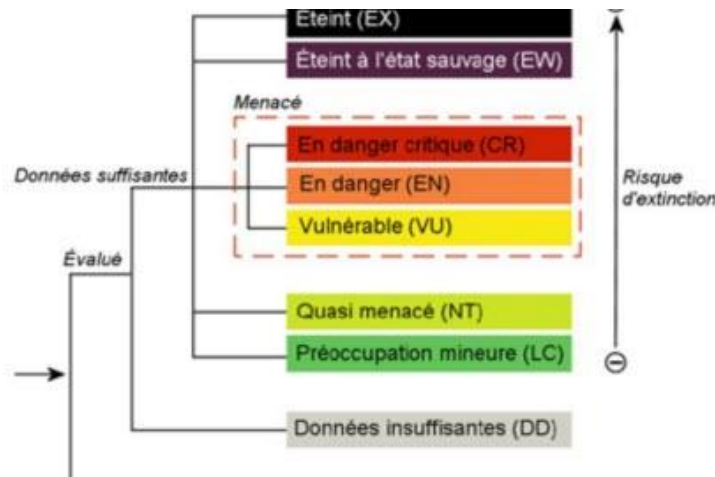 Éteint (EX)
Éteint à l'état sauvage (EW)
Menacé
En danger critique (CR)
Données suffisantes
En danger (EN)
Risque
d'extinction
Vulnérable (VU)
Évalué
Quasi menacé (NT)
Préoccupation mineure (LC)
Données insuffisantes (DD)